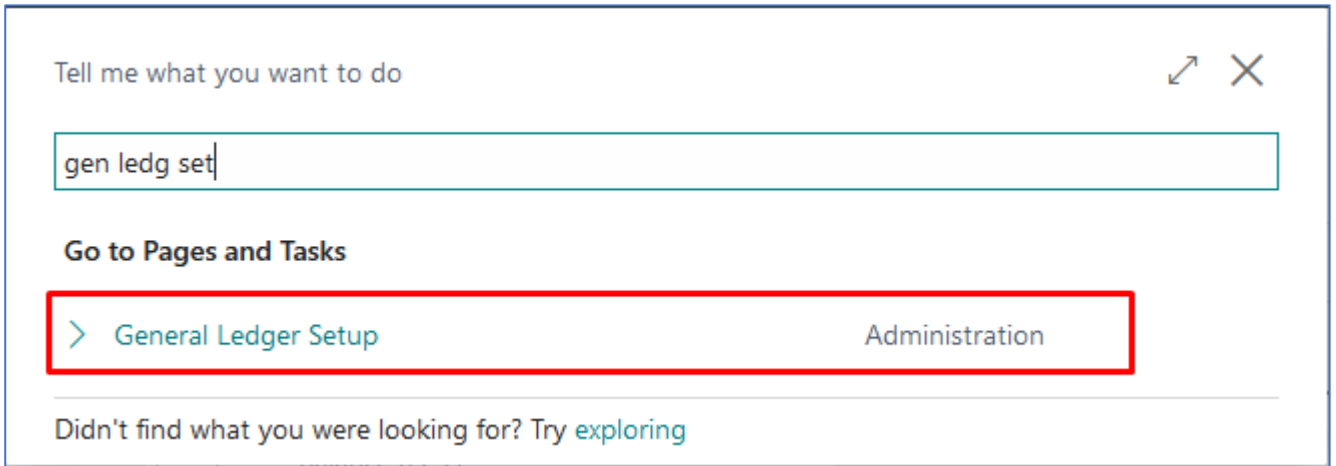 Tell me what you want to do
gen ledg set
Go to Pages and Tasks
General Ledger Setup Administration
Didn't find what you were looking for? Try exploring